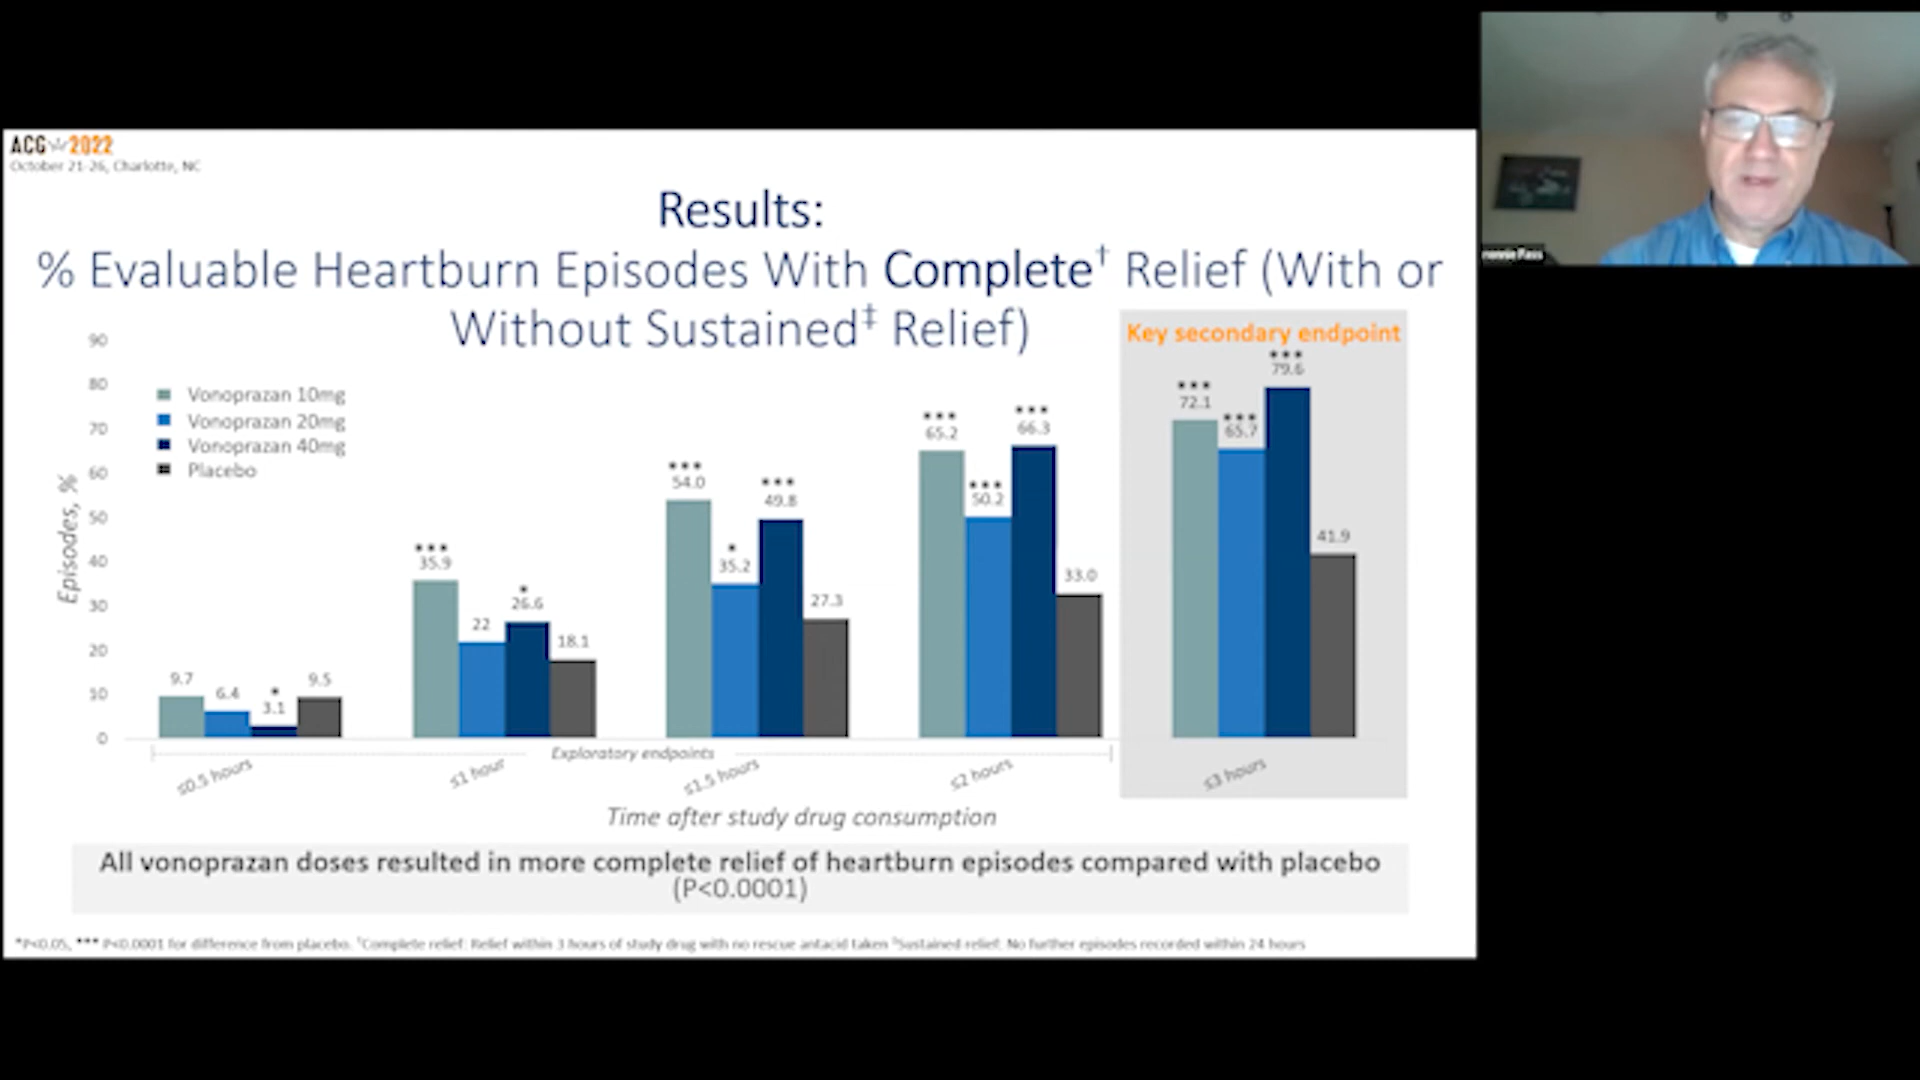 ACG 2022
October 21-26, Charlotte, NC
Results:
% Evaluable Heartburn Episodes With Complete† Relief (With or
Without Sustained‡ Relief)
Key secondary endpoint
90
80
70
60
50
40
30
20
10
0
Episodes, %
Vonoprazan 10mg
Vonoprazan 20mg
Vonoprazan 40mg
Placebo
9.7
6.4
*
3.1
9.5
***
35.9
22
*
26.6
18.1
***
54.0
*
35.2
***
49.8
27.3
***
65.2
***
50.2
***
66.3
33.0
***
72.1
***
65.7
***
79.6
41.9
Exploratory endpoints
≤0.5 hours
≤1 hour
≤1.5 hours
≤2 hours
≤3 hours
Time after study drug consumption
All vonoprazan doses resulted in more complete relief of heartburn episodes compared with placebo
(P<0.0001)
*P<0.05, *** P<0.0001 for difference from placebo. †Complete relief: Relief within 3 hours of study drug with no rescue antacid taken ‡Sustained relief: No further episodes recorded within 24 hours
Fass